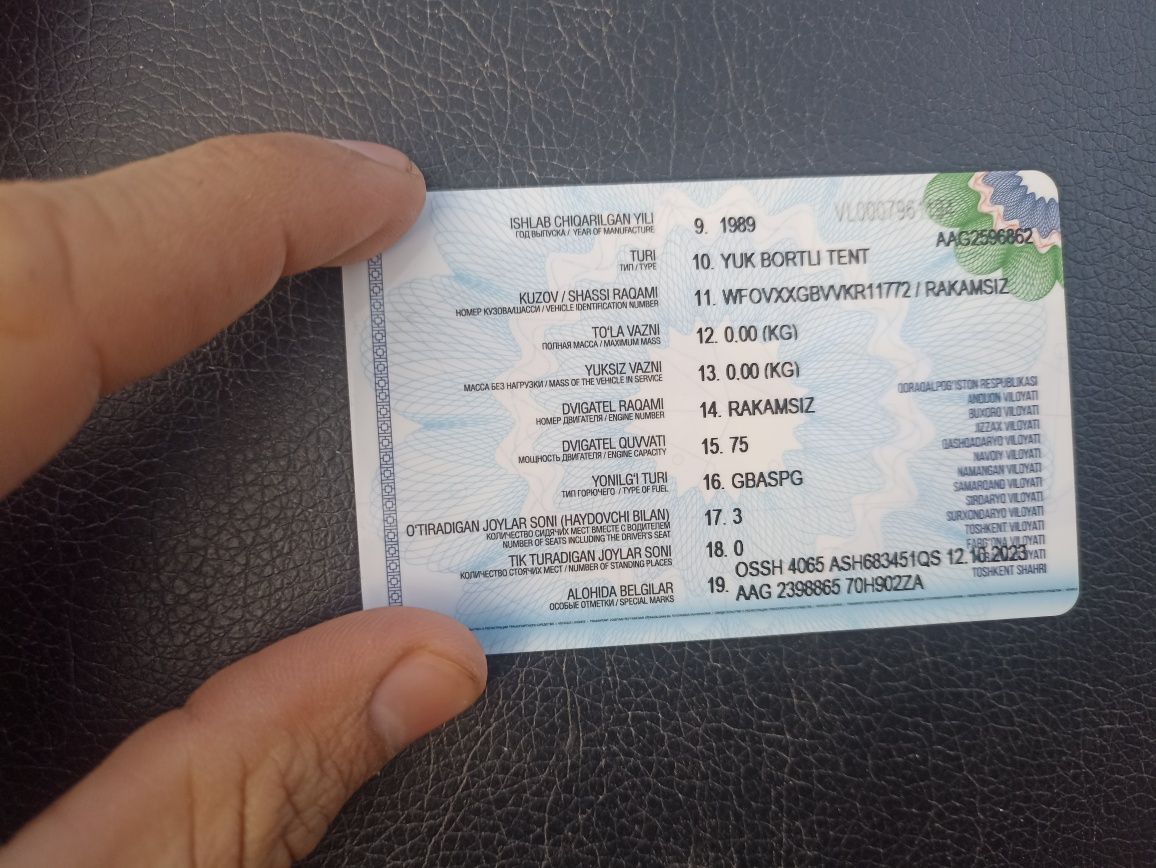 ISHLAB CHIQARILGAN YILI 9. 1989
ГОД ВЫПУСКА / YEAR OF MANUFACTURE
AAG2596862
TURI 10. YUK BORTLI TENT
ТИП / TYPE
KUZOV / SHASSI RAQAMI 11. WFOVXXGBVVKR11772 / RAKAMSIZ
НОМЕР КУЗОВА/ШАССИ / VEHICLE IDENTIFICATION NUMBER
TO'LA VAZNI 12. 0.00 (KG)
ПОЛНАЯ МАССА / MAXIMUM MASS
YUKSIZ VAZNI 13. 0.00 (KG)
МАССА БЕЗ НАГРУЗКИ / MASS OF THE VEHICLE IN SERVICE
DVIGATEL RAQAMI 14. RAKAMSIZ
НОМЕР ДВИГАТЕЛЯ / ENGINE NUMBER
DVIGATEL QUVVATI 15. 75
МОЩНОСТЬ ДВИГАТЕЛЯ / ENGINE CAPACITY
YONILG'I TURI 16. GBASPG
ТИП ГОРЮЧЕГО / TYPE OF FUEL
O'TIRADIGAN JOYLAR SONI (HAYDOVCHI BILAN) 17. 3
КОЛИЧЕСТВО СИДЯЧИХ МЕСТ ВМЕСТЕ С ВОДИТЕЛЕМ
NUMBER OF SEATS INCLUDING THE DRIVER'S SEAT
TIK TURADIGAN JOYLAR SONI 18. 0
КОЛИЧЕСТВО СТОЯЧИХ МЕСТ / NUMBER OF STANDING PLACES
OSSH 4065 ASH683451QS 12.10.2023
ALOHIDA BELGILAR 19. AAG 2398865 70H902ZA
ОСОБЫЕ ОТМЕТКИ / SPECIAL MARKS
QORAQALPOG'ISTON RESPUBLIKASI
ANDIJON VILOYATI
BUXORO VILOYATI
JIZZAX VILOYATI
QASHQADARYO VILOYATI
NAVOIY VILOYATI
NAMANGAN VILOYATI
SAMARQAND VILOYATI
SIRDARYO VILOYATI
SURXONDARYO VILOYATI
TOSHKENT VILOYATI
FARG'ONA VILOYATI
TOSHKENT SHAHRI